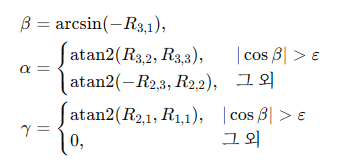 β = arcsin(−R₃,₁),
α = { atan2(R₃,₂, R₃,₃), |cos β| > ε
atan2(−R₂,₃, R₂,₂), 그 외
γ = { atan2(R₂,₁, R₁,₁), |cos β| > ε
0, 그 외